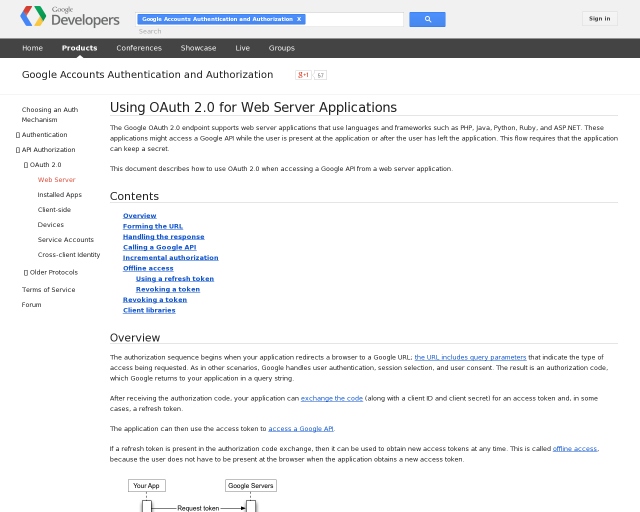 Google
Developers
Google Accounts Authentication and Authorization X
Search
Sign in
Home Products Conferences Showcase Live Groups
Google Accounts Authentication and Authorization
g+1 57
Choosing an Auth
Mechanism
Authentication
API Authorization
OAuth 2.0
Web Server
Installed Apps
Client-side
Devices
Service Accounts
Cross-client Identity
Older Protocols
Terms of Service
Forum
Using OAuth 2.0 for Web Server Applications
The Google OAuth 2.0 endpoint supports web server applications that use languages and frameworks such as PHP, Java, Python, Ruby, and ASP.NET. These
applications might access a Google API while the user is present at the application or after the user has left the application. This flow requires that the application
can keep a secret.
This document describes how to use OAuth 2.0 when accessing a Google API from a web server application.
Contents
Overview
Forming the URL
Handling the response
Calling a Google API
Incremental authorization
Offline access
Using a refresh token
Revoking a token
Revoking a token
Client libraries
Overview
The authorization sequence begins when your application redirects a browser to a Google URL; the URL includes query parameters that indicate the type of
access being requested. As in other scenarios, Google handles user authentication, session selection, and user consent. The result is an authorization code,
which Google returns to your application in a query string.
After receiving the authorization code, your application can exchange the code (along with a client ID and client secret) for an access token and, in some
cases, a refresh token.
The application can then use the access token to access a Google API.
If a refresh token is present in the authorization code exchange, then it can be used to obtain new access tokens at any time. This is called offline access,
because the user does not have to be present at the browser when the application obtains a new access token.
Your App Google Servers
Request token